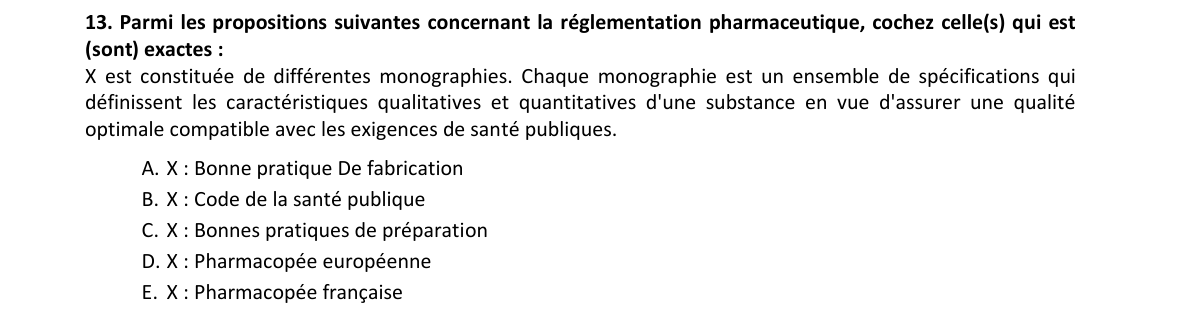 13. Parmi les propositions suivantes concernant la réglementation pharmaceutique, cochez celle(s) qui est
(sont) exactes :
X est constituée de différentes monographies. Chaque monographie est un ensemble de spécifications qui
définissent les caractéristiques qualitatives et quantitatives d'une substance en vue d'assurer une qualité
optimale compatible avec les exigences de santé publiques.
A. X : Bonne pratique De fabrication
B. X : Code de la santé publique
C. X : Bonnes pratiques de préparation
D. X : Pharmacopée européenne
E. X : Pharmacopée française